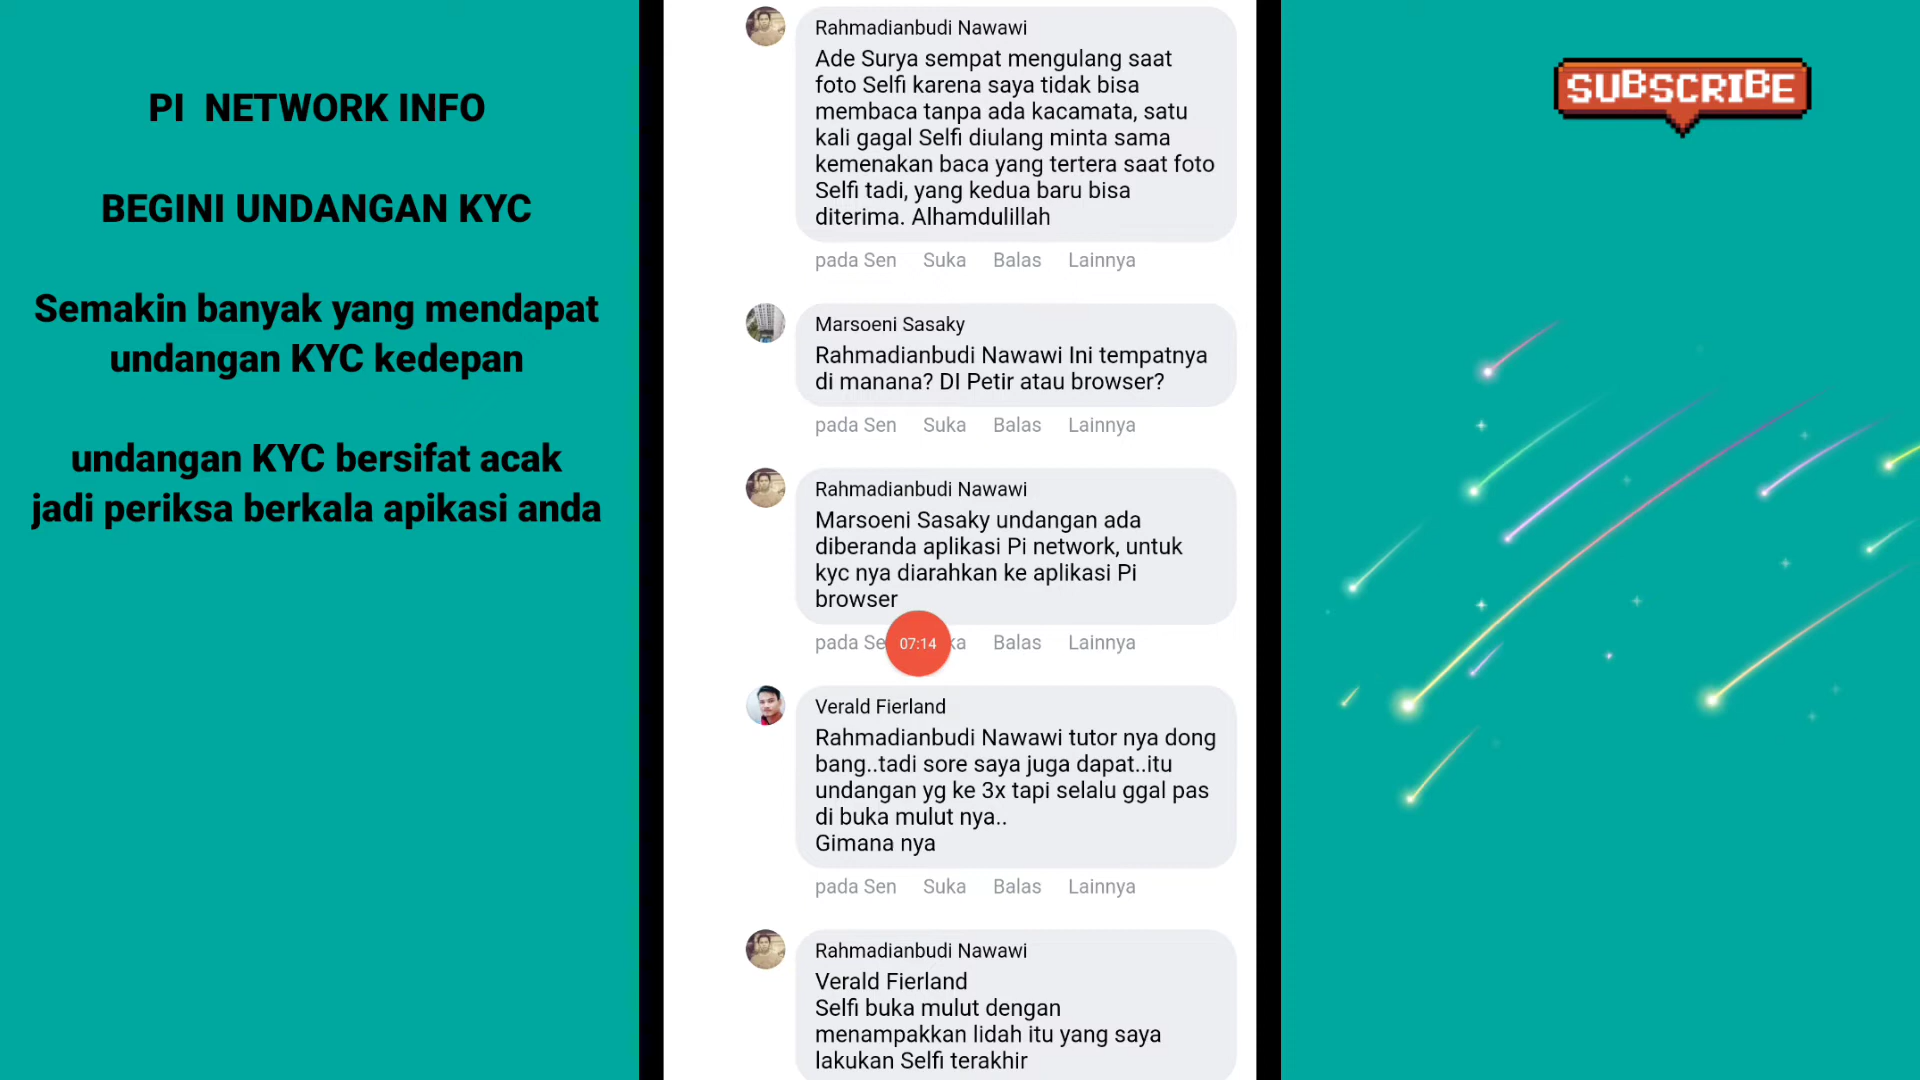 PI NETWORK INFO
BEGINI UNDANGAN KYC
Semakin banyak yang mendapat
undangan KYC kedepan
undangan KYC bersifat acak
jadi periksa berkala apikasi anda
Rahmadianbudi Nawawi
Ade Surya sempat mengulang saat
foto Selfi karena saya tidak bisa
membaca tanpa ada kacamata, satu
kali gagal Selfi diulang minta sama
kemenakan baca yang tertera saat foto
Selfi tadi, yang kedua baru bisa
diterima. Alhamdulillah
pada Sen Suka Balas Lainnya
Marsoeni Sasaky
Rahmadianbudi Nawawi Ini tempatnya
di manana? DI Petir atau browser?
pada Sen Suka Balas Lainnya
Rahmadianbudi Nawawi
Marsoeni Sasaky undangan ada
diberanda aplikasi Pi network, untuk
kyc nya diarahkan ke aplikasi Pi
browser
pada Se 07:14 ka Balas Lainnya
Verald Fierland
Rahmadianbudi Nawawi tutor nya dong
bang..tadi sore saya juga dapat..itu
undangan yg ke 3x tapi selalu ggal pas
di buka mulut nya..
Gimana nya
pada Sen Suka Balas Lainnya
Rahmadianbudi Nawawi
Verald Fierland
Selfi buka mulut dengan
menampakkan lidah itu yang saya
lakukan Selfi terakhir
SUBSCRIBE